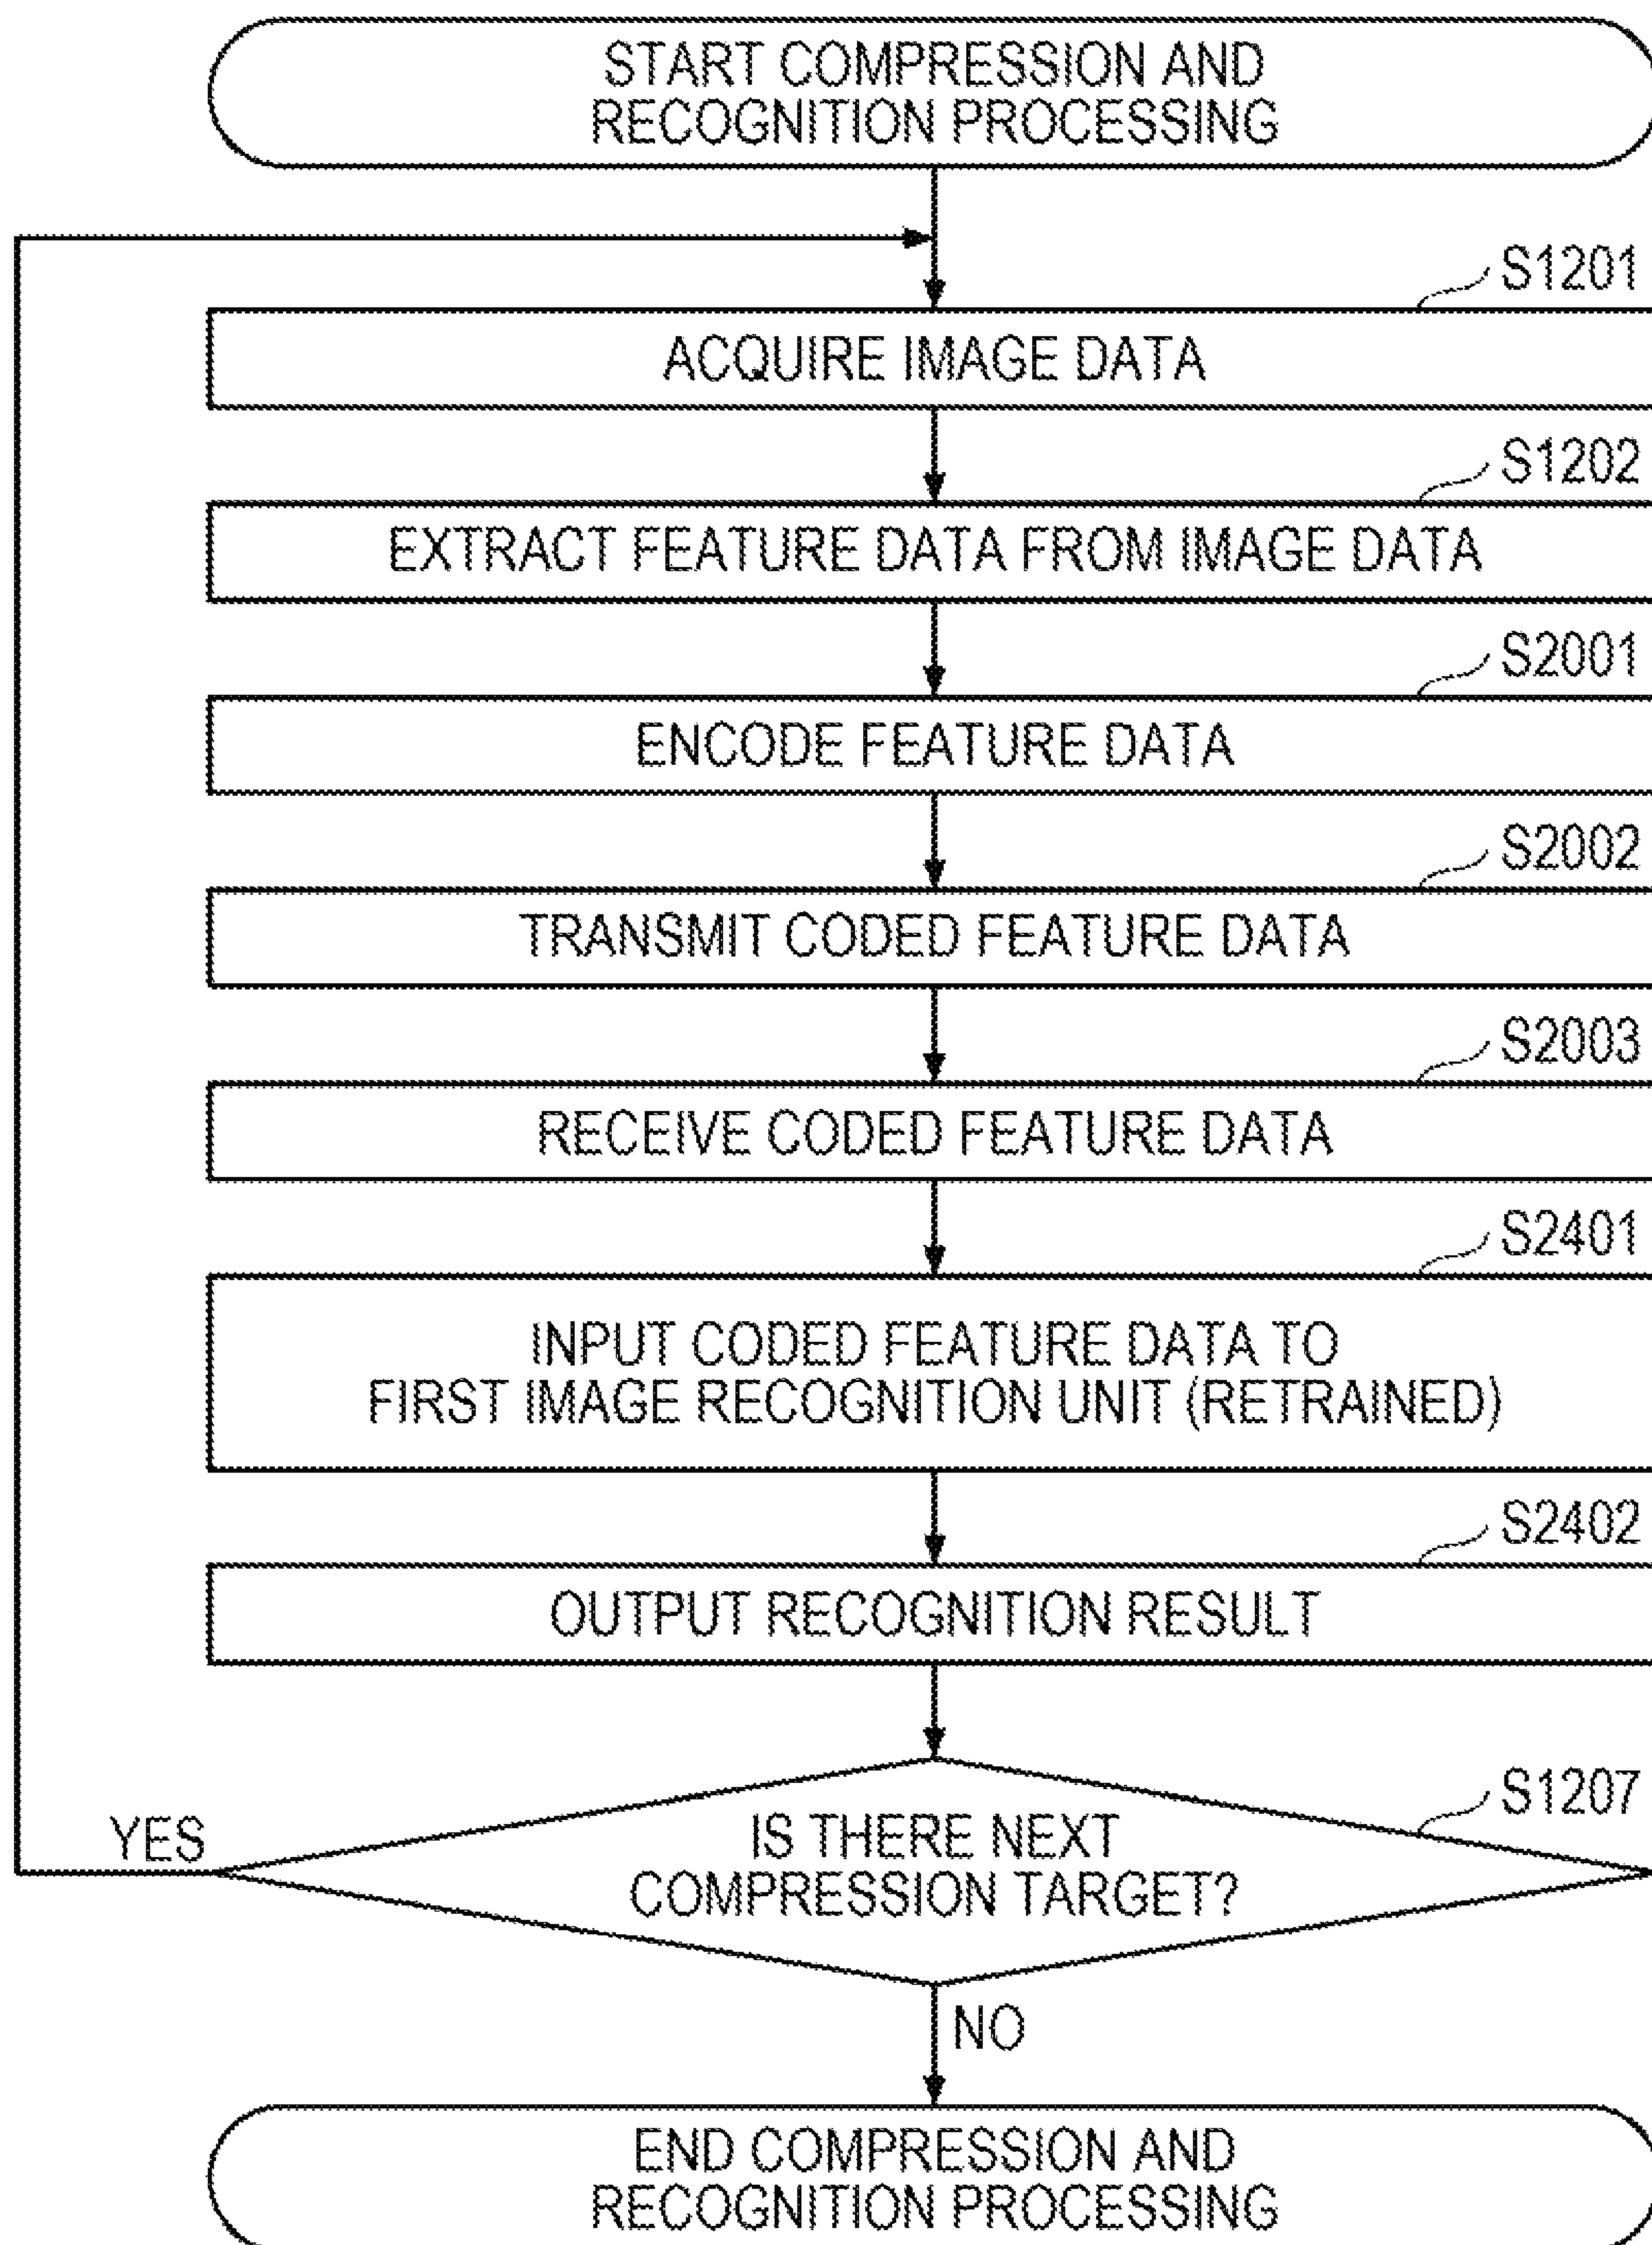 START COMPRESSION AND
RECOGNITION PROCESSING
S1201
ACQUIRE IMAGE DATA
S1202
EXTRACT FEATURE DATA FROM IMAGE DATA
S2001
ENCODE FEATURE DATA
S2002
TRANSMIT CODED FEATURE DATA
S2003
RECEIVE CODED FEATURE DATA
S2401
INPUT CODED FEATURE DATA TO
FIRST IMAGE RECOGNITION UNIT (RETRAINED)
S2402
OUTPUT RECOGNITION RESULT
S1207
YES
IS THERE NEXT
COMPRESSION TARGET?
NO
END COMPRESSION AND
RECOGNITION PROCESSING